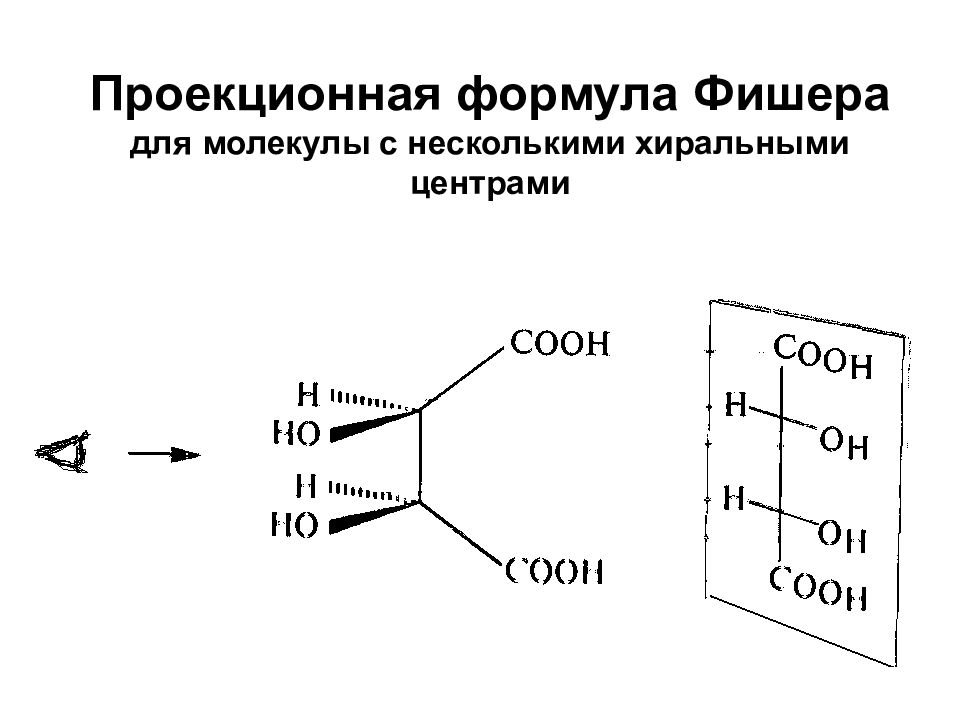 Проекционная формула Фишера
для молекулы с несколькими хиральными
центрами
COOH
H
HO
H
HO
COOH
COOH
H
OH
H
OH
COOH